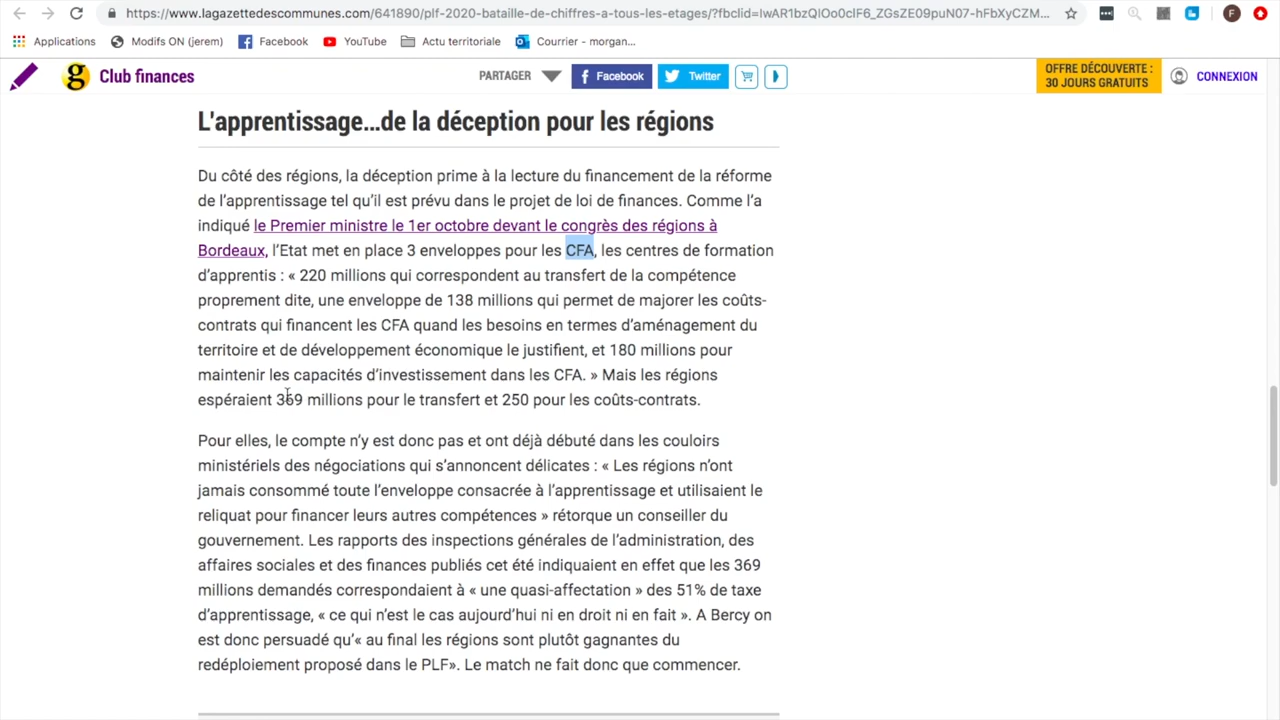 https://www.lagazettedescommunes.com/641890/plf-2020-bataille-de-chiffres-a-tous-les-etages/?fbclid=IwAR1bzQIOo0cIF6_ZGsZE09puN07-hFbXyCZM...
Applications Modifs ON (jerem) Facebook YouTube Actu territoriale Courrier - morgan...
g Club finances PARTAGER Facebook Twitter OFFRE DÉCOUVERTE : CONNEXION
30 JOURS GRATUITS
L'apprentissage...de la déception pour les régions
Du côté des régions, la déception prime à la lecture du financement de la réforme
de l’apprentissage tel qu’il est prévu dans le projet de loi de finances. Comme l’a
indiqué le Premier ministre le 1er octobre devant le congrès des régions à
Bordeaux, l’Etat met en place 3 enveloppes pour les CFA, les centres de formation
d’apprentis : « 220 millions qui correspondent au transfert de la compétence
proprement dite, une enveloppe de 138 millions qui permet de majorer les coûts-
contrats qui financent les CFA quand les besoins en termes d’aménagement du
territoire et de développement économique le justifient, et 180 millions pour
maintenir les capacités d’investissement dans les CFA. » Mais les régions
espéraient 369 millions pour le transfert et 250 pour les coûts-contrats.
Pour elles, le compte n’y est donc pas et ont déjà débuté dans les couloirs
ministériels des négociations qui s’annoncent délicates : « Les régions n’ont
jamais consommé toute l’enveloppe consacrée à l’apprentissage et utilisaient le
reliquat pour financer leurs autres compétences » rétorque un conseiller du
gouvernement. Les rapports des inspections générales de l’administration, des
affaires sociales et des finances publiés cet été indiquaient en effet que les 369
millions demandés correspondaient à « une quasi-affectation » des 51% de taxe
d’apprentissage, « ce qui n’est le cas aujourd’hui ni en droit ni en fait ». A Bercy on
est donc persuadé qu’« au final les régions sont plutôt gagnantes du
redéploiement proposé dans le PLF». Le match ne fait donc que commencer.